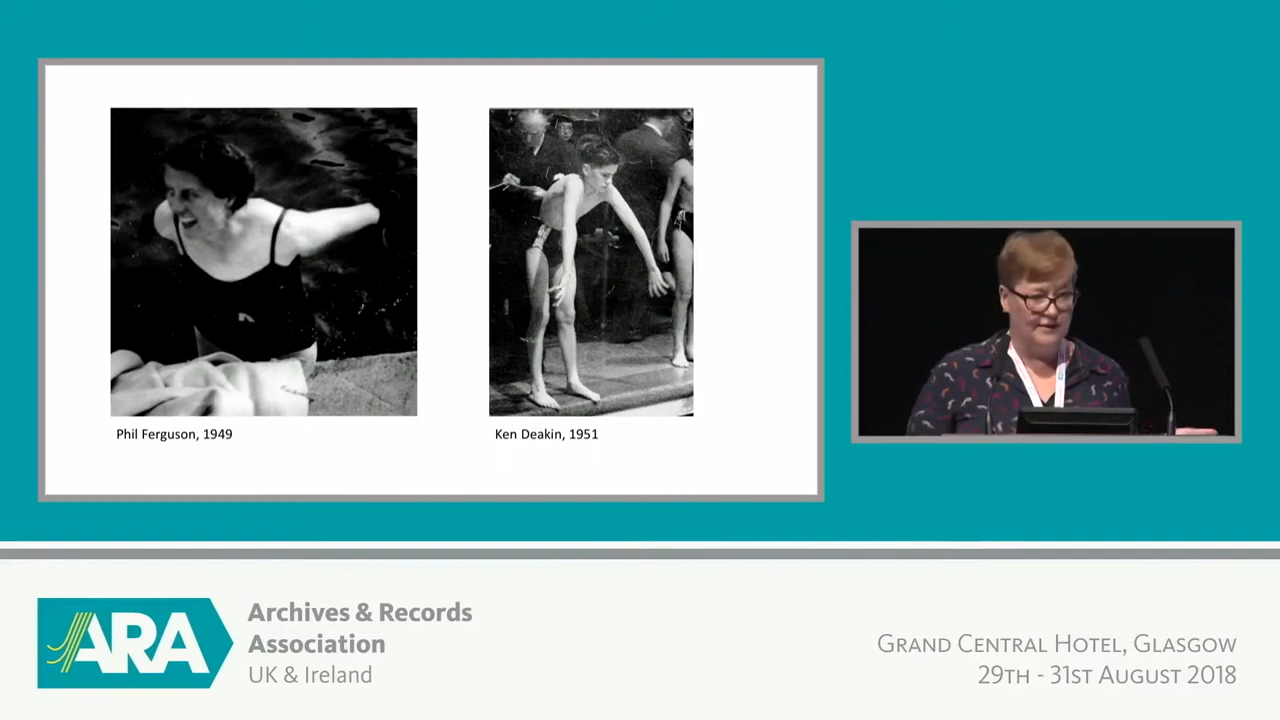 Phil Ferguson, 1949
Ken Deakin, 1951
ARA
Archives & Records
Association
UK & Ireland
Grand Central Hotel, Glasgow
29th - 31st August 2018